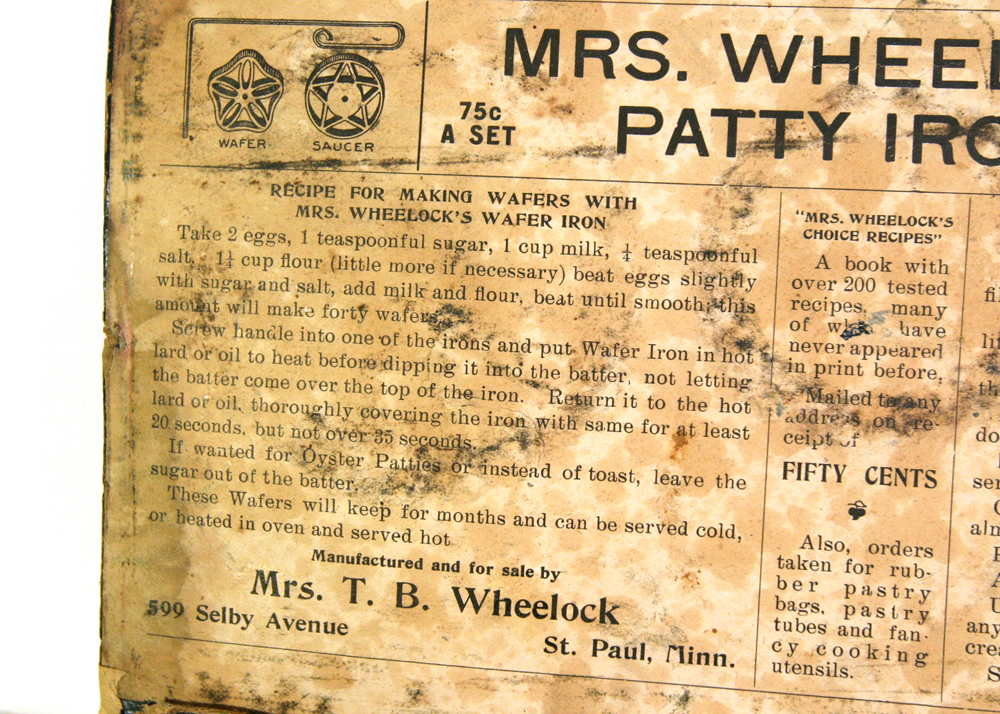 WAFER
SAUCER
75c
A SET
MRS. WHEEL
PATTY IRO
RECIPE FOR MAKING WAFERS WITH
MRS. WHEELOCK'S WAFER IRON
Take 2 eggs, 1 teaspoonful sugar, 1 cup milk, ¼ teaspoonful
salt, 1¼ cup flour (little more if necessary) beat eggs slightly
with sugar and salt, add milk and flour, beat until smooth; this
amount will make forty wafers.
Screw handle into one of the irons and put Wafer Iron in hot
lard or oil to heat before dipping it into the batter, not letting
the batter come over the top of the iron. Return it to the hot
lard or oil, thoroughly covering the iron with same for at least
20 seconds, but not over 35 seconds.
If wanted for Oyster Patties or instead of toast, leave the
sugar out of the batter.
These Wafers will keep for months and can be served cold,
or heated in oven and served hot.
Manufactured and for sale by
Mrs. T. B. Wheelock
599 Selby Avenue
St. Paul, Minn.
"MRS. WHEELOCK'S
CHOICE RECIPES"
A book with
over 200 tested
recipes, many
of which have
never appeared
in print before.
Mailed to any
address on re-
ceipt of
FIFTY CENTS
Also, orders
taken for rub-
ber pastry
bags, pastry
tubes and fan-
cy cooking
utensils.
fi
lit
th
do
ser
alm
any
crea
S